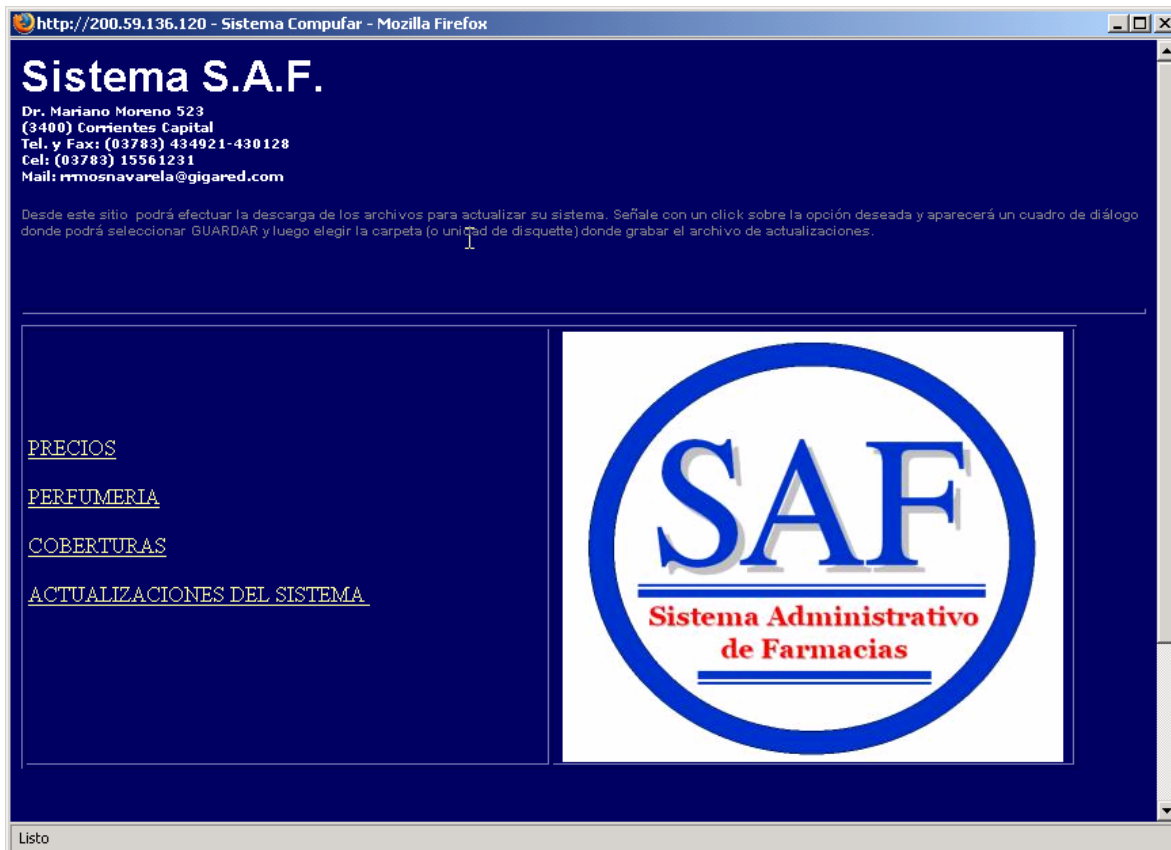 http://200.59.136.120 - Sistema Compufar - Mozilla Firefox
Sistema S.A.F.
Dr. Mariano Moreno 523
(3400) Corrientes Capital
Tel. y Fax: (03783) 434921-430128
Cel: (03783) 15561231
Mail: rrmosnavarela@gigared.com
Desde este sitio podrá efectuar la descarga de los archivos para actualizar su sistema. Señale con un click sobre la opción deseada y aparecerá un cuadro de diálogo
donde podrá seleccionar GUARDAR y luego elegir la carpeta (o unidad de disquette) donde grabar el archivo de actualizaciones.
PRECIOS
PERFUMERIA
COBERTURAS
ACTUALIZACIONES DEL SISTEMA
SAF
Sistema Administrativo
de Farmacias
Listo